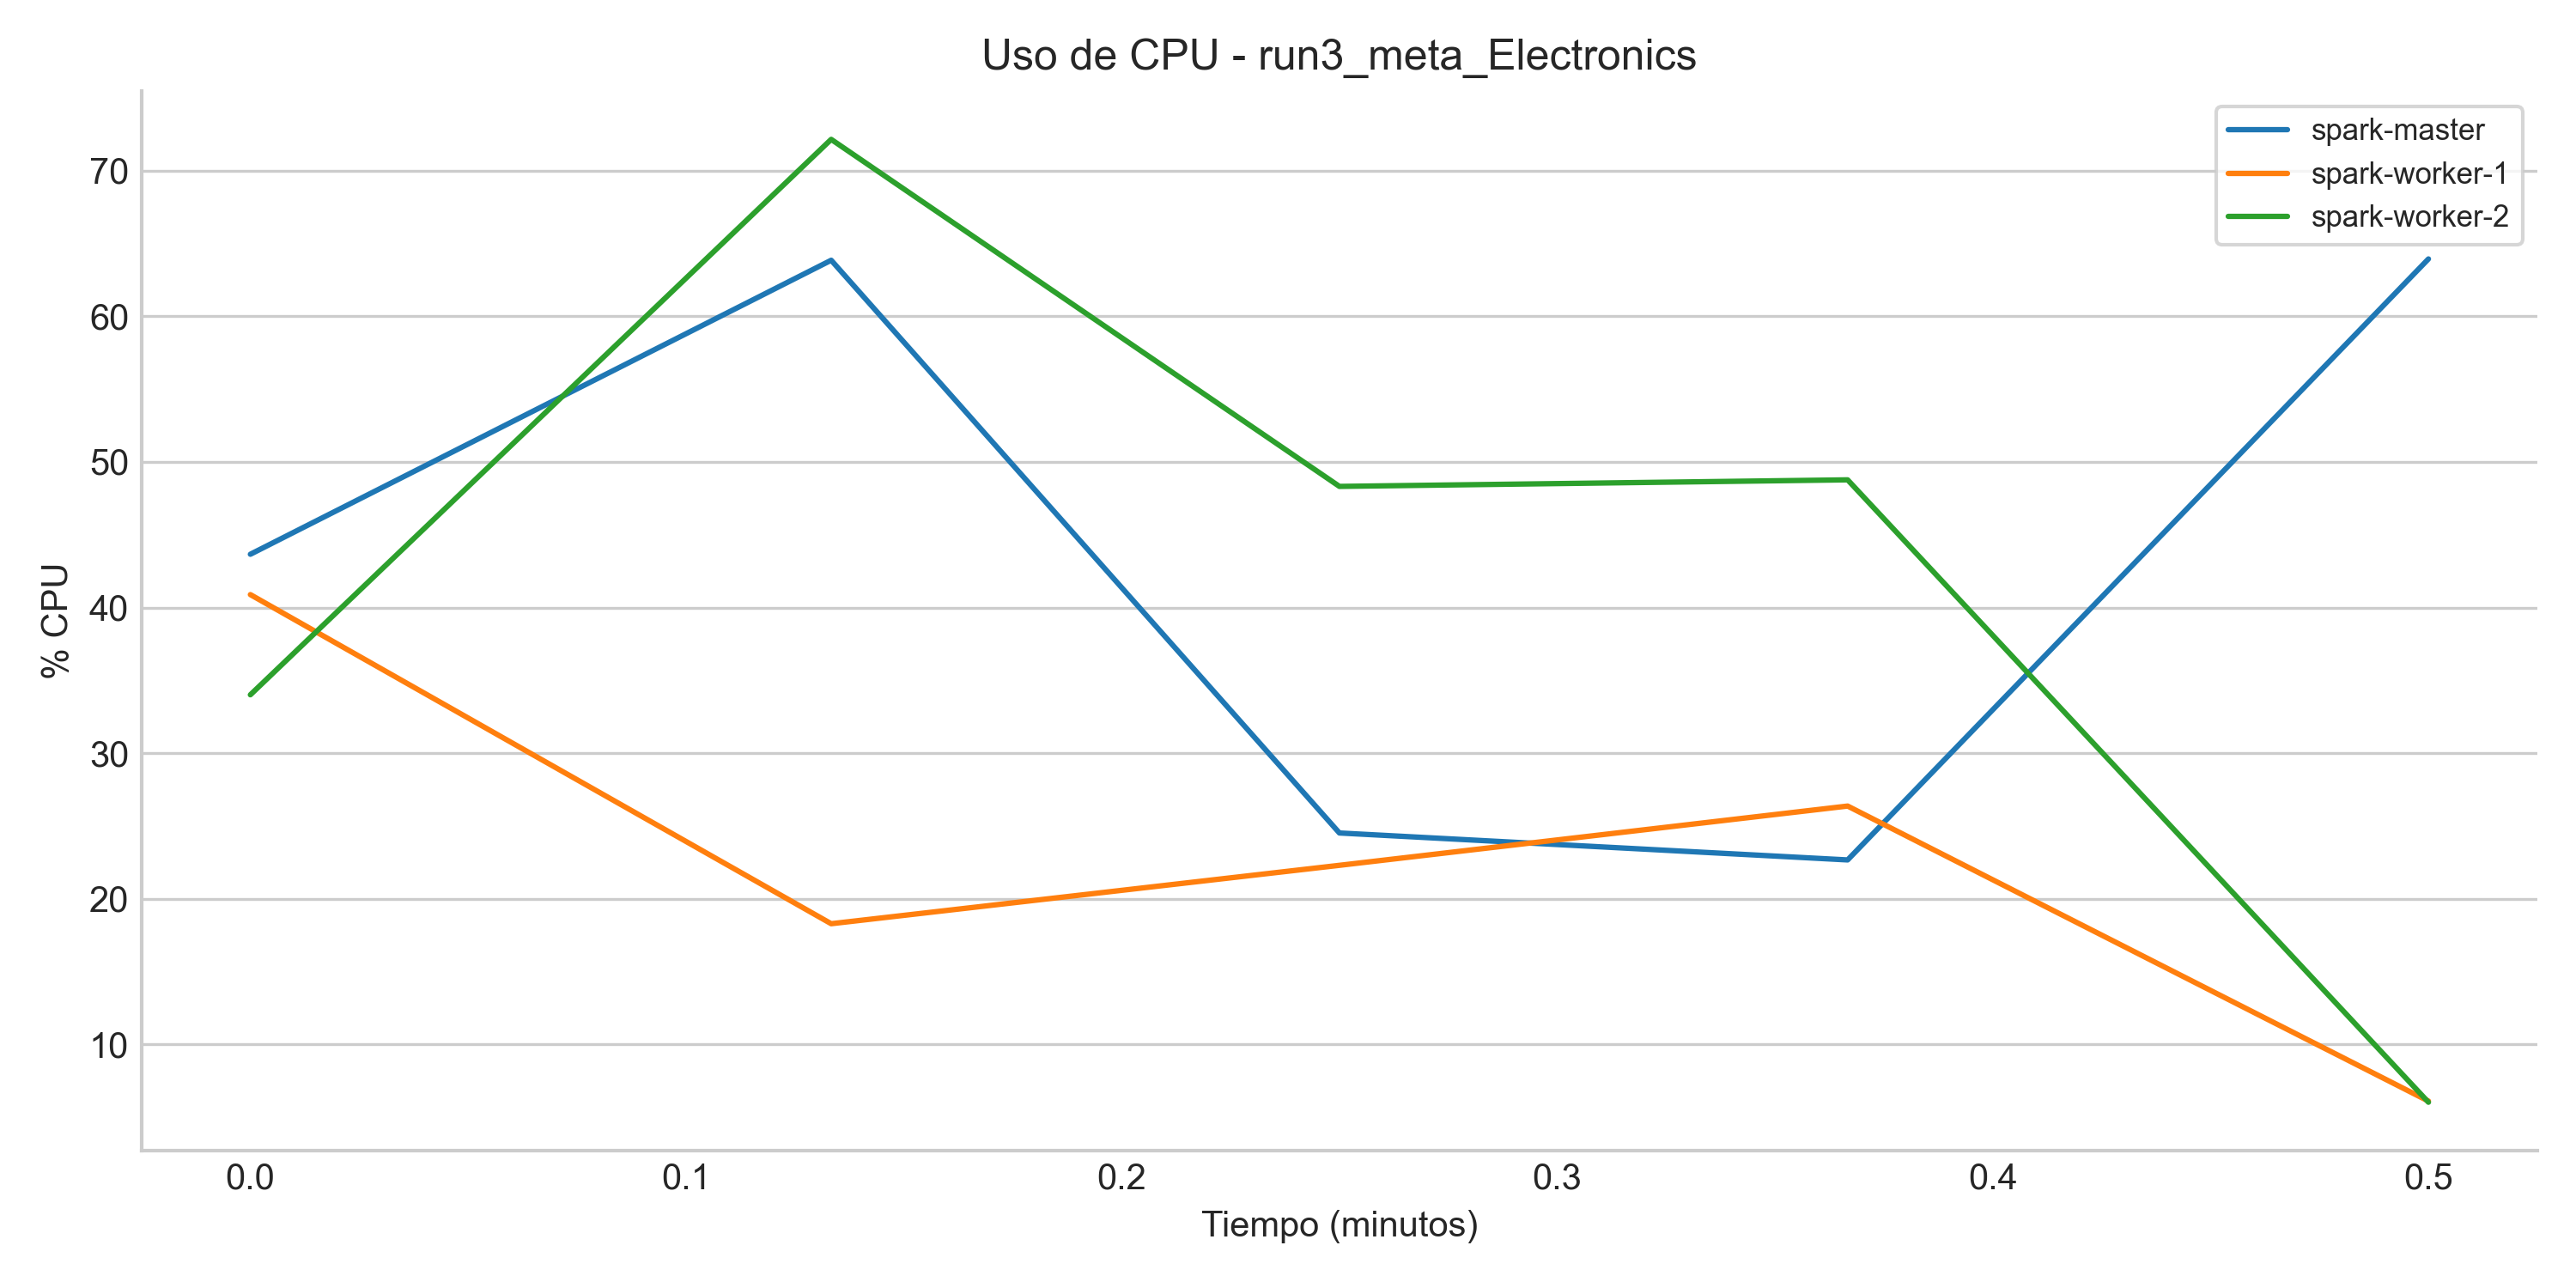 Uso de CPU - run3_meta_Electronics
spark-master
spark-worker-1
spark-worker-2
% CPU
70
60
50
40
30
20
10
0.0 0.1 0.2 0.3 0.4 0.5
Tiempo (minutos)